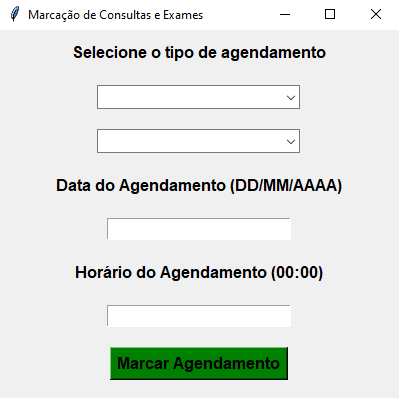 Marcação de Consultas e Exames
Selecione o tipo de agendamento
Data do Agendamento (DD/MM/AAAA)
Horário do Agendamento (00:00)
Marcar Agendamento